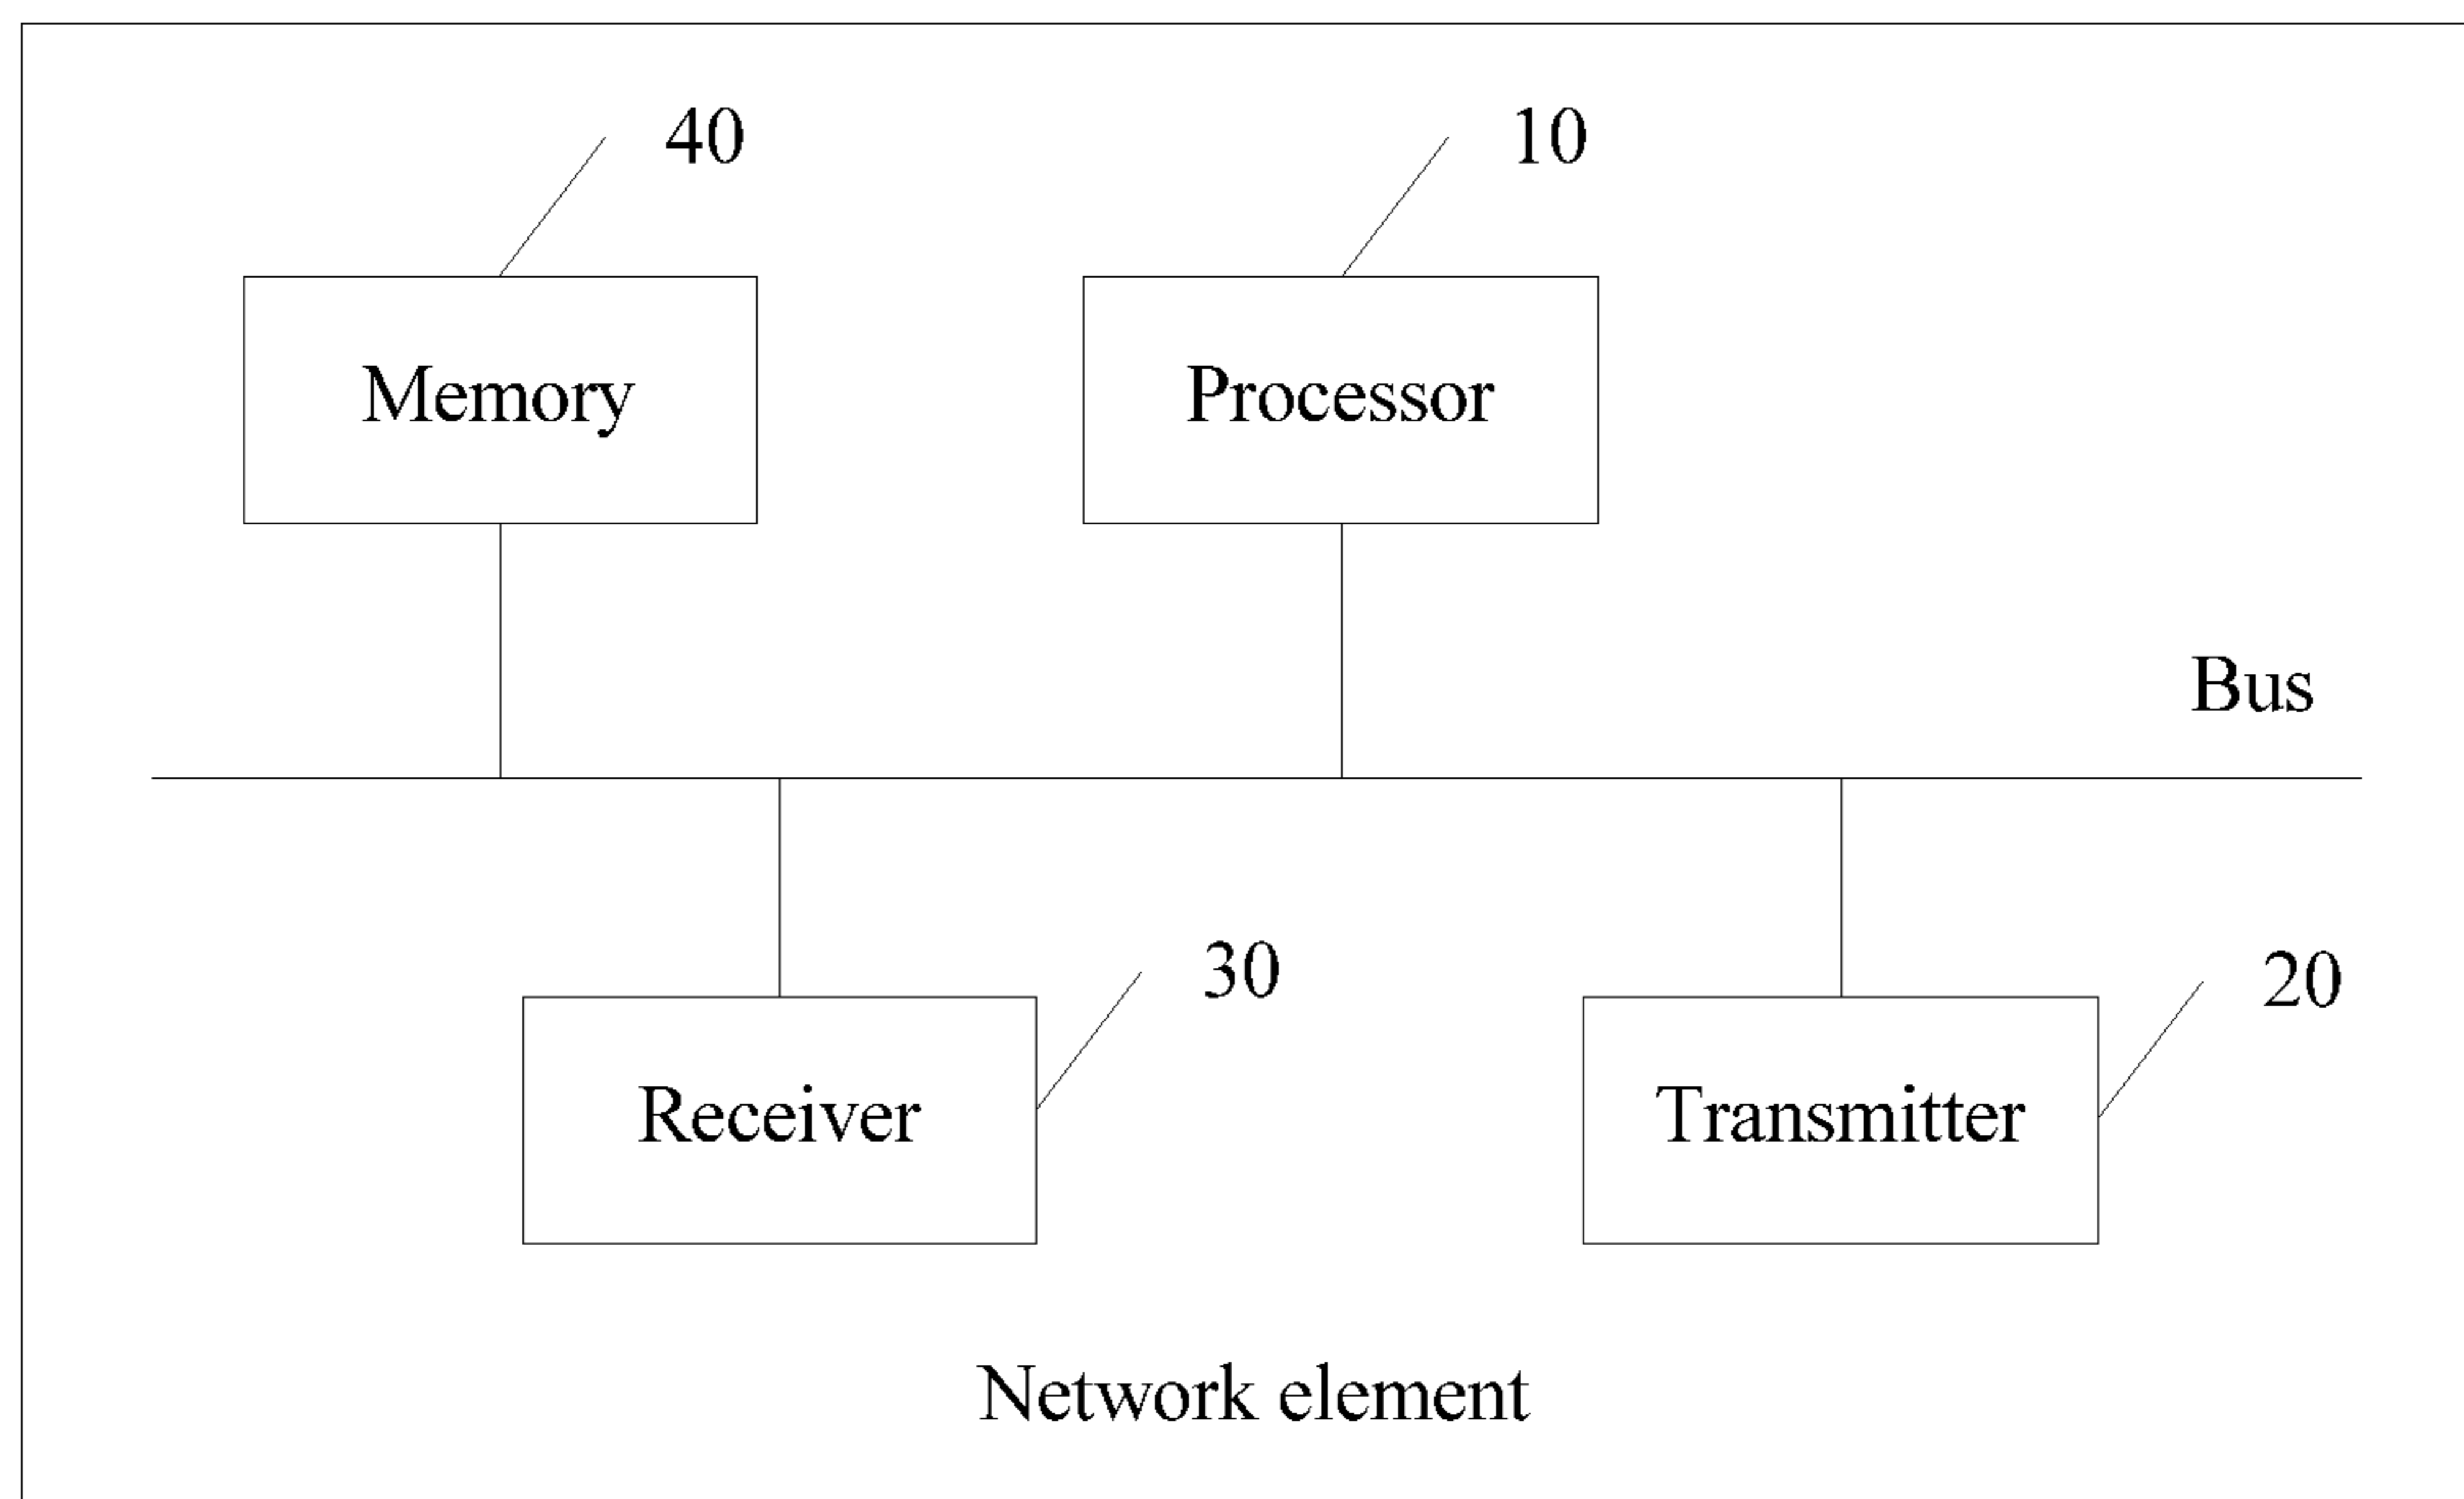 40
10
Memory
Processor
Bus
30
20
Receiver
Transmitter
Network element